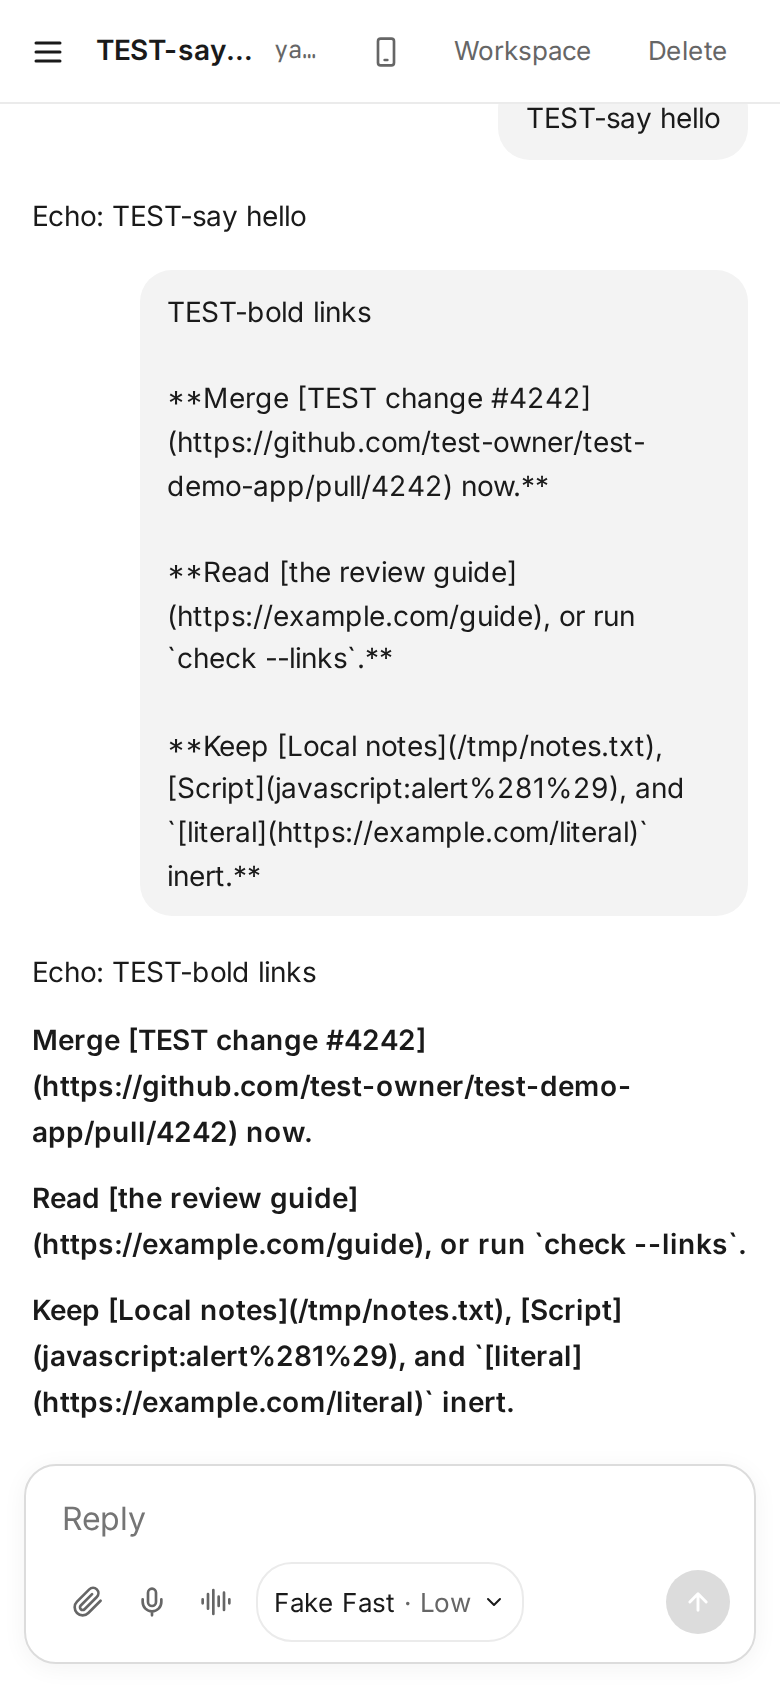 TEST-say... ya... Workspace Delete
TEST-say hello
Echo: TEST-say hello
TEST-bold links
**Merge [TEST change #4242]
(https://github.com/test-owner/test-
demo-app/pull/4242) now.**
**Read [the review guide]
(https://example.com/guide), or run
`check --links`.**
**Keep [Local notes](/tmp/notes.txt),
[Script](javascript:alert%281%29), and
`[literal](https://example.com/literal)`
inert.**
Echo: TEST-bold links
Merge [TEST change #4242]
(https://github.com/test-owner/test-demo-
app/pull/4242) now.
Read [the review guide]
(https://example.com/guide), or run `check --links`.
Keep [Local notes](/tmp/notes.txt), [Script]
(javascript:alert%281%29), and `[literal]
(https://example.com/literal)` inert.
Reply
Fake Fast · Low